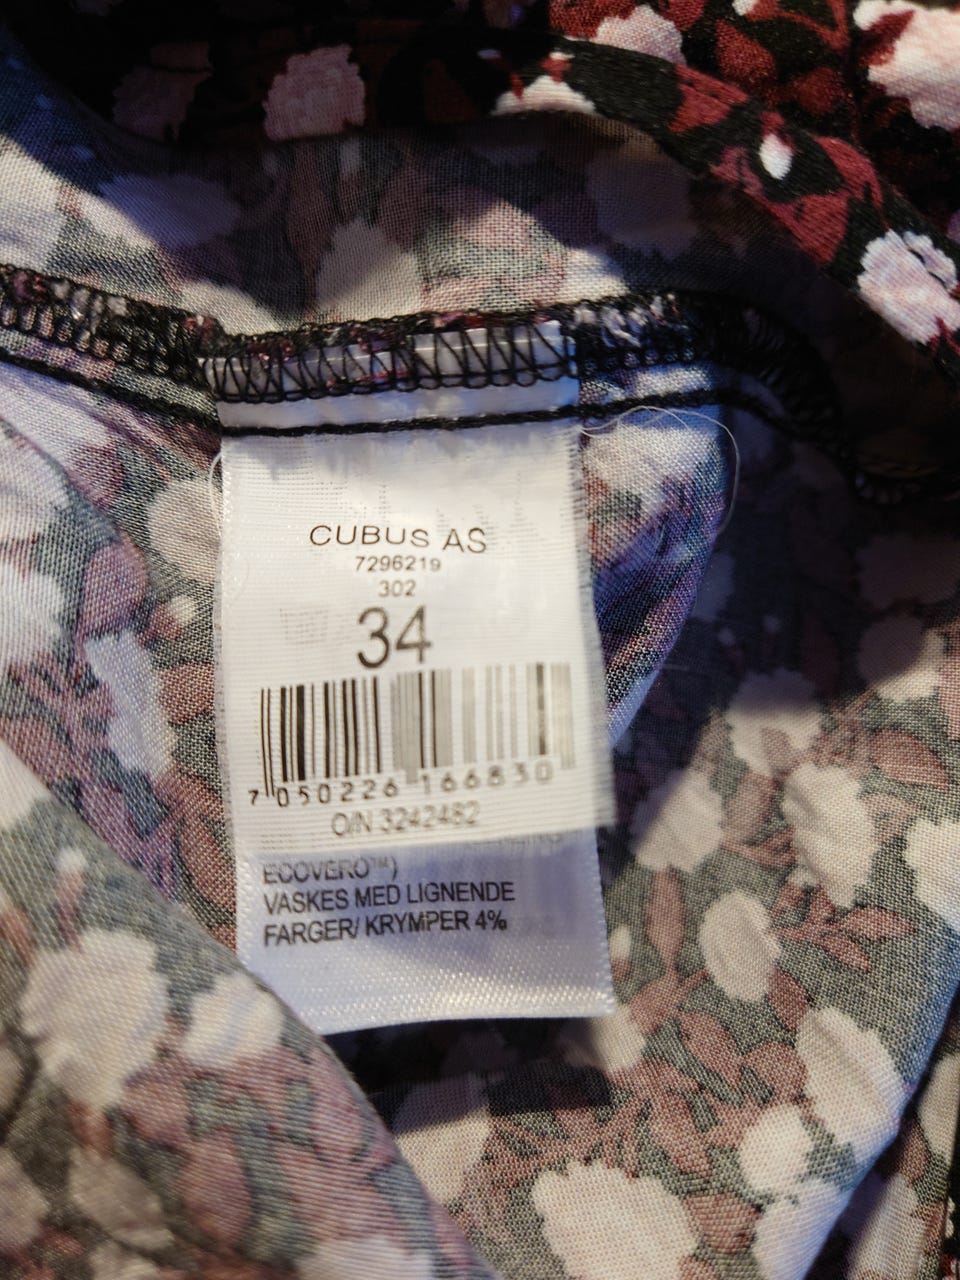 CUBUS AS
7296219
302
34
7 050226 166830
O/N 3242482
ECOVERO™)
VASKES MED LIGNENDE
FARGER/ KRYMPER 4%